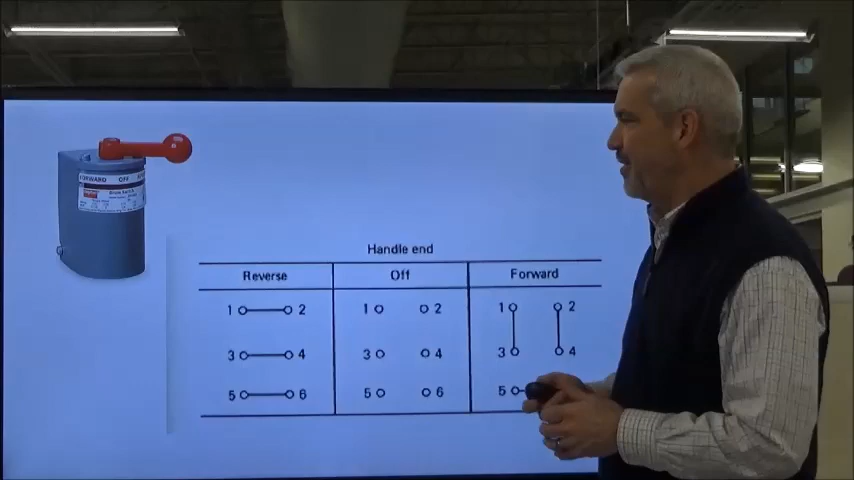 FORWARD OFF
Handle end
Reverse Off Forward
1 2 1 2 1 2
3 4 3 4 3 4
5 6 5 6 5